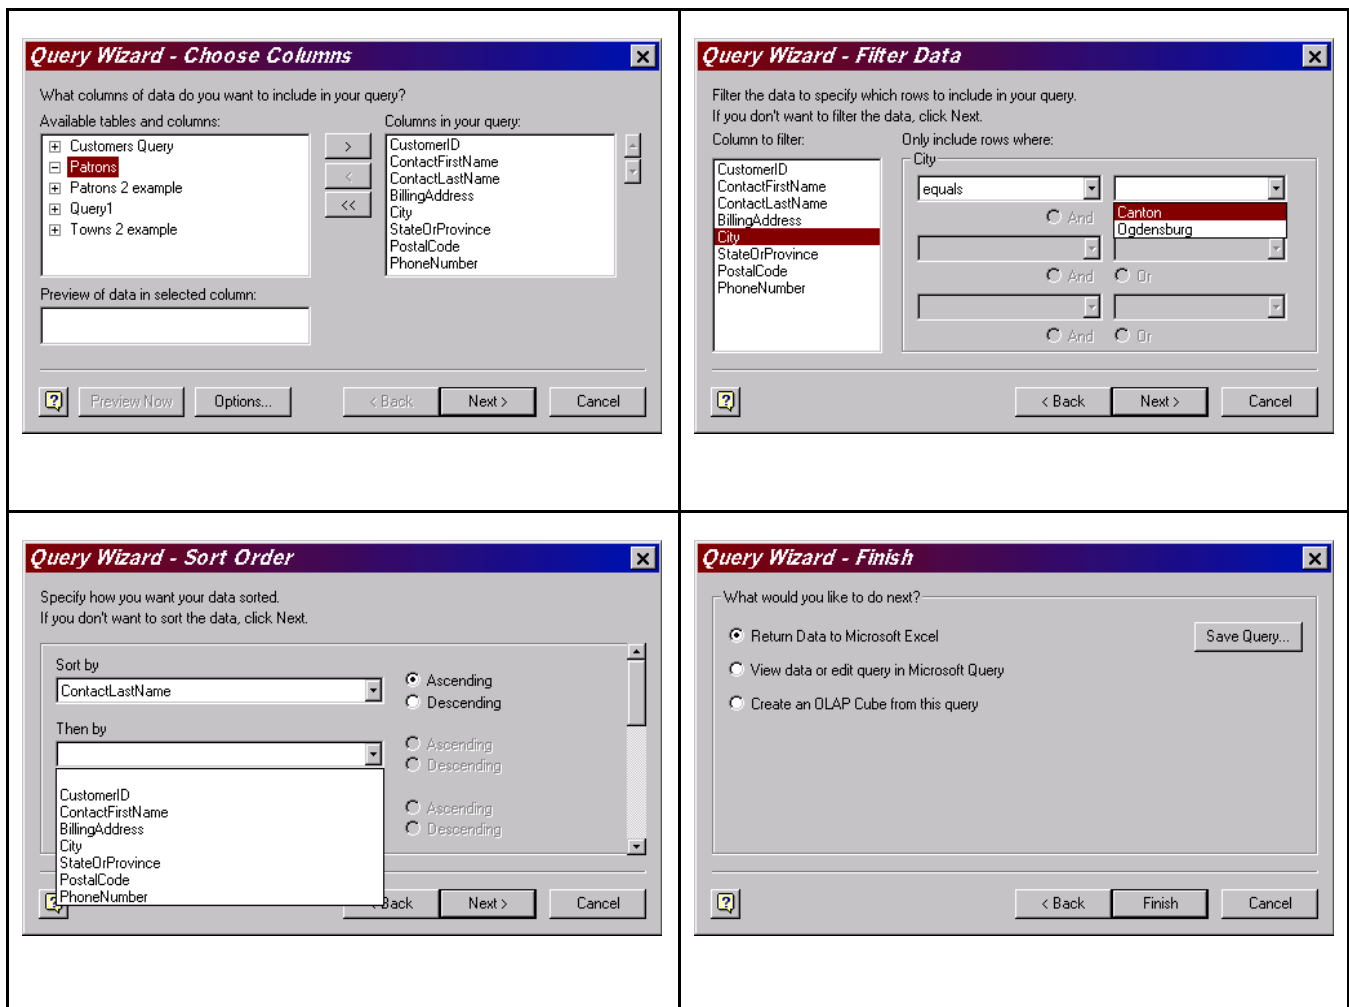 Query Wizard - Choose Columns
What columns of data do you want to include in your query?
Available tables and columns:
Customers Query
Patrons
Patrons 2 example
Query1
Towns 2 example
>
<
<<
Columns in your query:
CustomerID
ContactFirstName
ContactLastName
BillingAddress
City
StateOrProvince
PostalCode
PhoneNumber
Preview of data in selected column:
Preview Now
Options...
< Back
Next >
Cancel
Query Wizard - Filter Data
Filter the data to specify which rows to include in your query.
If you don't want to filter the data, click Next.
Column to filter:
CustomerID
ContactFirstName
ContactLastName
BillingAddress
City
StateOrProvince
PostalCode
PhoneNumber
Only include rows where:
City
equals
Canton
Ogdensburg
And
And
Or
And
Or
< Back
Next >
Cancel
Query Wizard - Sort Order
Specify how you want your data sorted.
If you don't want to sort the data, click Next.
Sort by
ContactLastName
Ascending
Descending
Then by
Ascending
Descending
CustomerID
ContactFirstName
BillingAddress
City
StateOrProvince
PostalCode
PhoneNumber
Ascending
Descending
< Back
Next >
Cancel
Query Wizard - Finish
What would you like to do next?
Return Data to Microsoft Excel
Save Query...
View data or edit query in Microsoft Query
Create an OLAP Cube from this query
< Back
Finish
Cancel